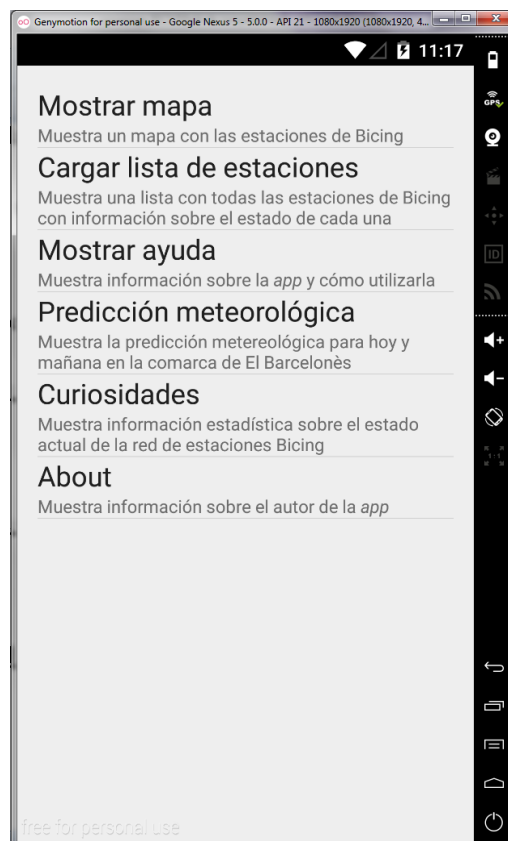 Genymotion for personal use - Google Nexus 5 - 5.0.0 - API 21 - 1080x1920 (1080x1920, 4...
11:17
GPS
Mostrar mapa
Muestra un mapa con las estaciones de Bicing
Cargar lista de estaciones
Muestra una lista con todas las estaciones de Bicing
con información sobre el estado de cada una
Mostrar ayuda
Muestra información sobre la app y cómo utilizarla
ID
Predicción meteorológica
Muestra la predicción metereológica para hoy y
mañana en la comarca de El Barcelonès
Curiosidades
Muestra información estadística sobre el estado
actual de la red de estaciones Bicing
1:1
About
Muestra información sobre el autor de la app
free for personal use